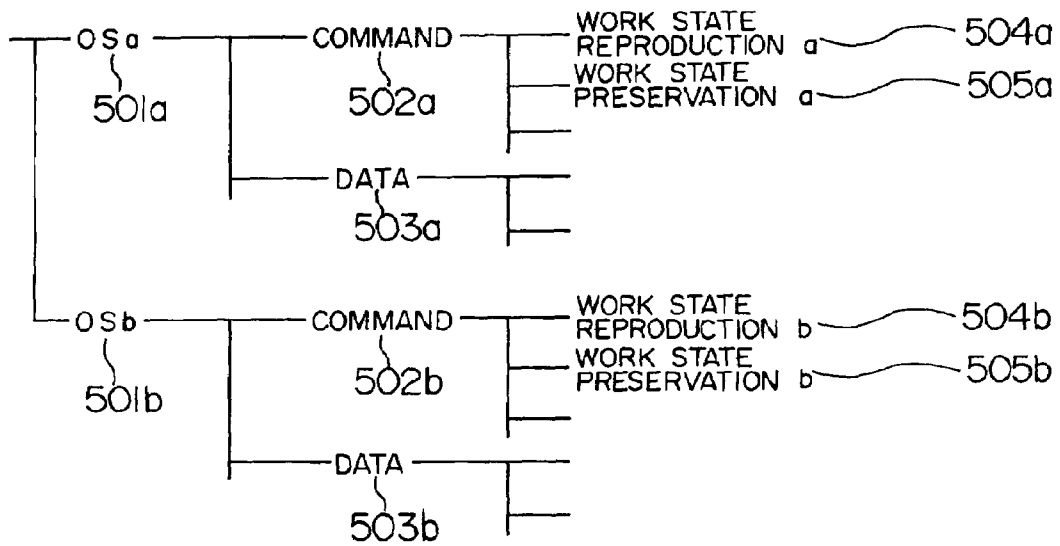 OSa
COMMAND
WORK STATE
REPRODUCTION a
504a
501a
502a
WORK STATE
PRESERVATION a
505a
DATA
503a
OSb
COMMAND
WORK STATE
REPRODUCTION b
504b
501b
502b
WORK STATE
PRESERVATION b
505b
DATA
503b